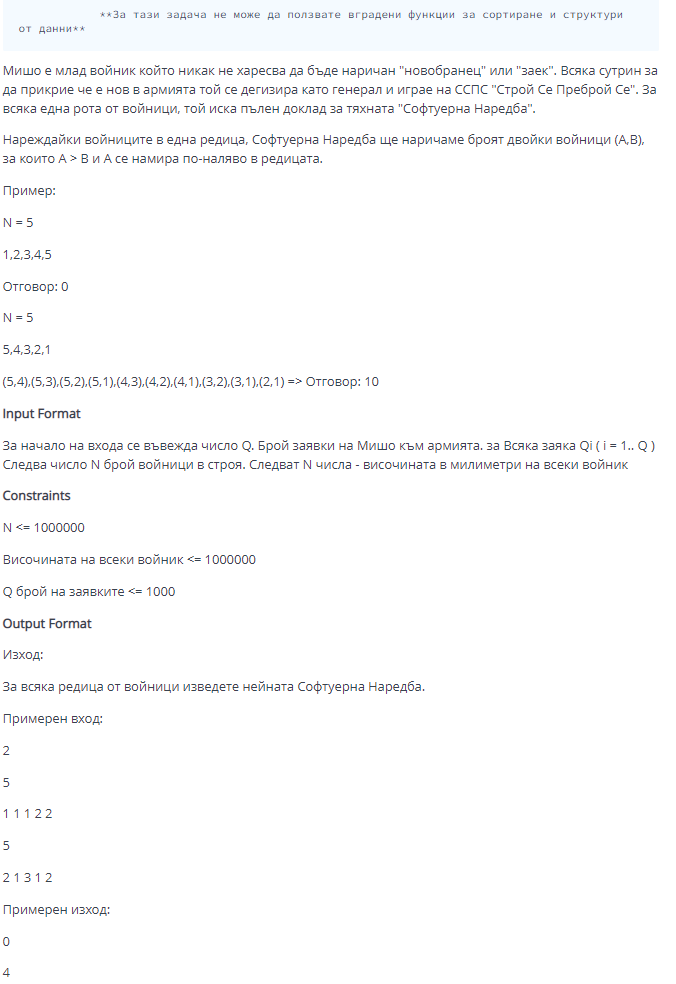 **За тази задача не може да ползвате вградени функции за сортиране и структури
от данни**
Мишо е млад войник който никак не харесва да бъде наричан "новобранец" или "заек". Всяка сутрин за
да прикрие че е нов в армията той се дегизира като генерал и играе на ССПС "Строй Се Преброй Се". За
всяка една рота от войници, той иска пълен доклад за тяхната "Софтуерна Наредба".
Нареждайки войниците в една редица, Софтуерна Наредба ще наричаме броят двойки войници (A,B),
за които A > B и A се намира по-наляво в редицата.
Пример:
N = 5
1,2,3,4,5
Отговор: 0
N = 5
5,4,3,2,1
(5,4),(5,3),(5,2),(5,1),(4,3),(4,2),(4,1),(3,2),(3,1),(2,1) => Отговор: 10
Input Format
За начало на входа се въвежда число Q. Брой заявки на Мишо към армията. за Всяка заяка Qi ( i = 1.. Q )
Следва число N брой войници в строя. Следват N числа - височината в милиметри на всеки войник
Constraints
N <= 1000000
Височината на всеки войник <= 1000000
Q брой на заявките <= 1000
Output Format
Изход:
За всяка редица от войници изведете нейната Софтуерна Наредба.
Примерен вход:
2
5
1 1 1 2 2
5
2 1 3 1 2
Примерен изход:
0
4